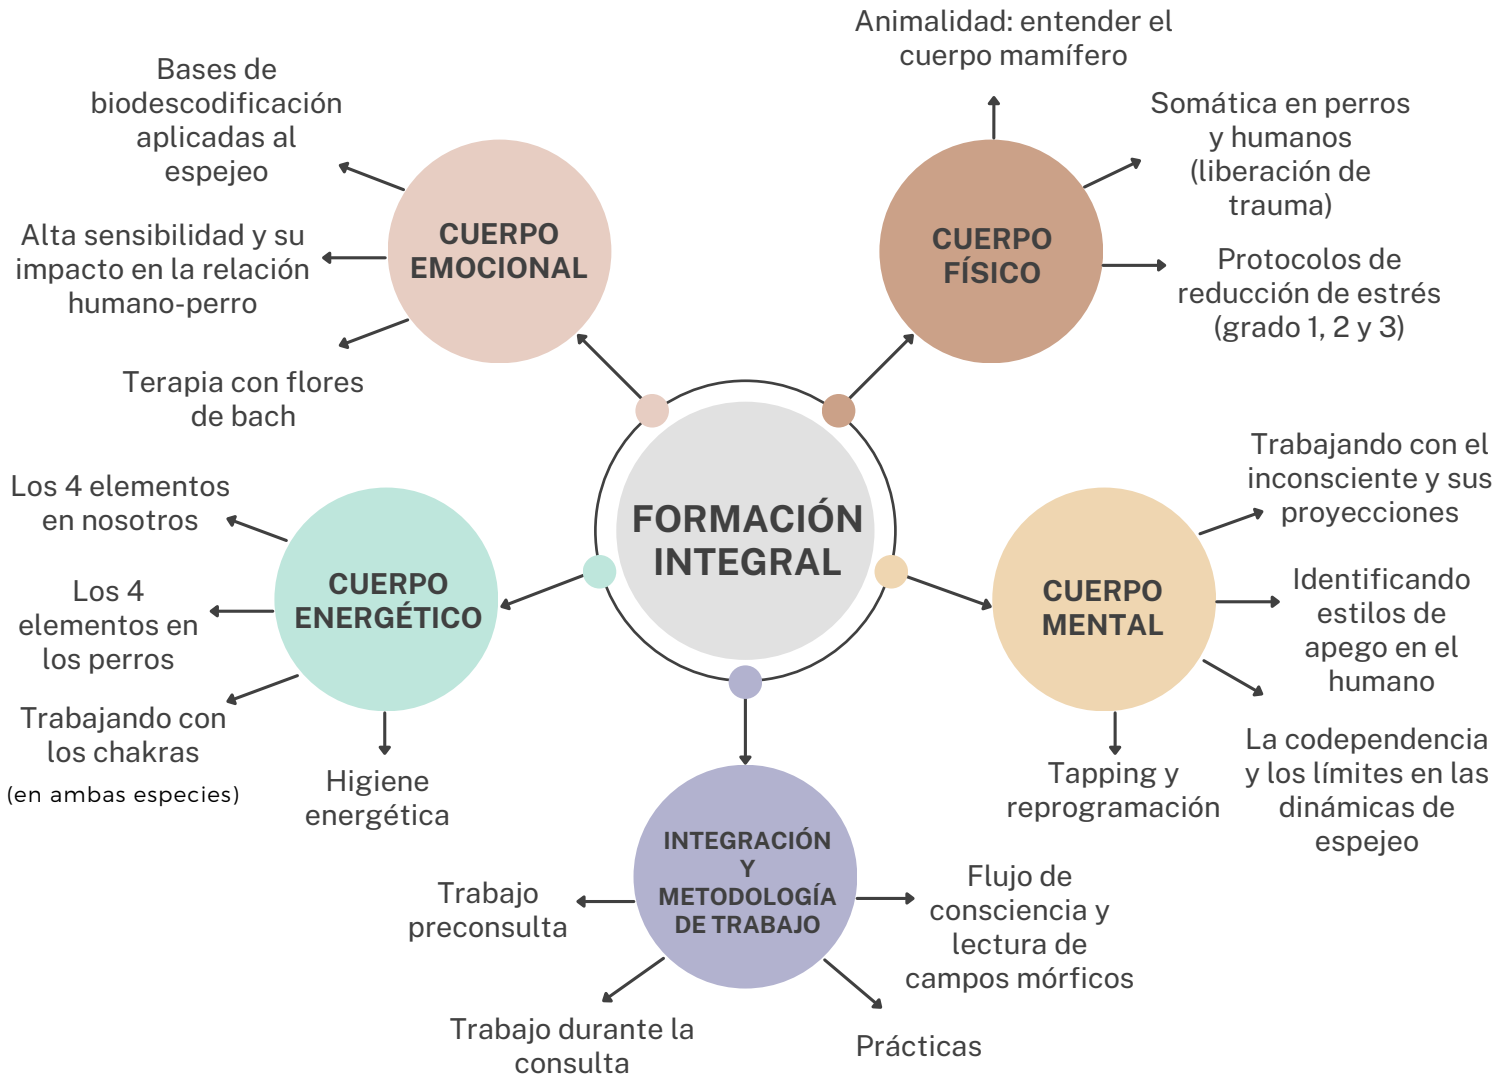 Animalidad: entender el
cuerpo mamífero
Bases de
biodescodificación
aplicadas al
espejeo
Somática en perros
y humanos
(liberación de
trauma)
CUERPO
EMOCIONAL
CUERPO
FÍSICO
Alta sensibilidad y su
impacto en la relación
humano-perro
Protocolos de
reducción de estrés
(grado 1, 2 y 3)
Terapia con flores
de bach
FORMACIÓN
INTEGRAL
Los 4 elementos
en nosotros
Trabajando con el
inconsciente y sus
proyecciones
CUERPO
ENERGÉTICO
CUERPO
MENTAL
Los 4
elementos en
los perros
Identificando
estilos de
apego en el
humano
Trabajando con
los chakras
(en ambas especies)
Higiene
energética
Tapping y
reprogramación
La codependencia
y los límites en las
dinámicas de
espejeo
INTEGRACIÓN
Y
METODOLOGÍA
DE TRABAJO
Trabajo
preconsulta
Flujo de
consciencia y
lectura de
campos mórficos
Trabajo durante la
consulta
Prácticas